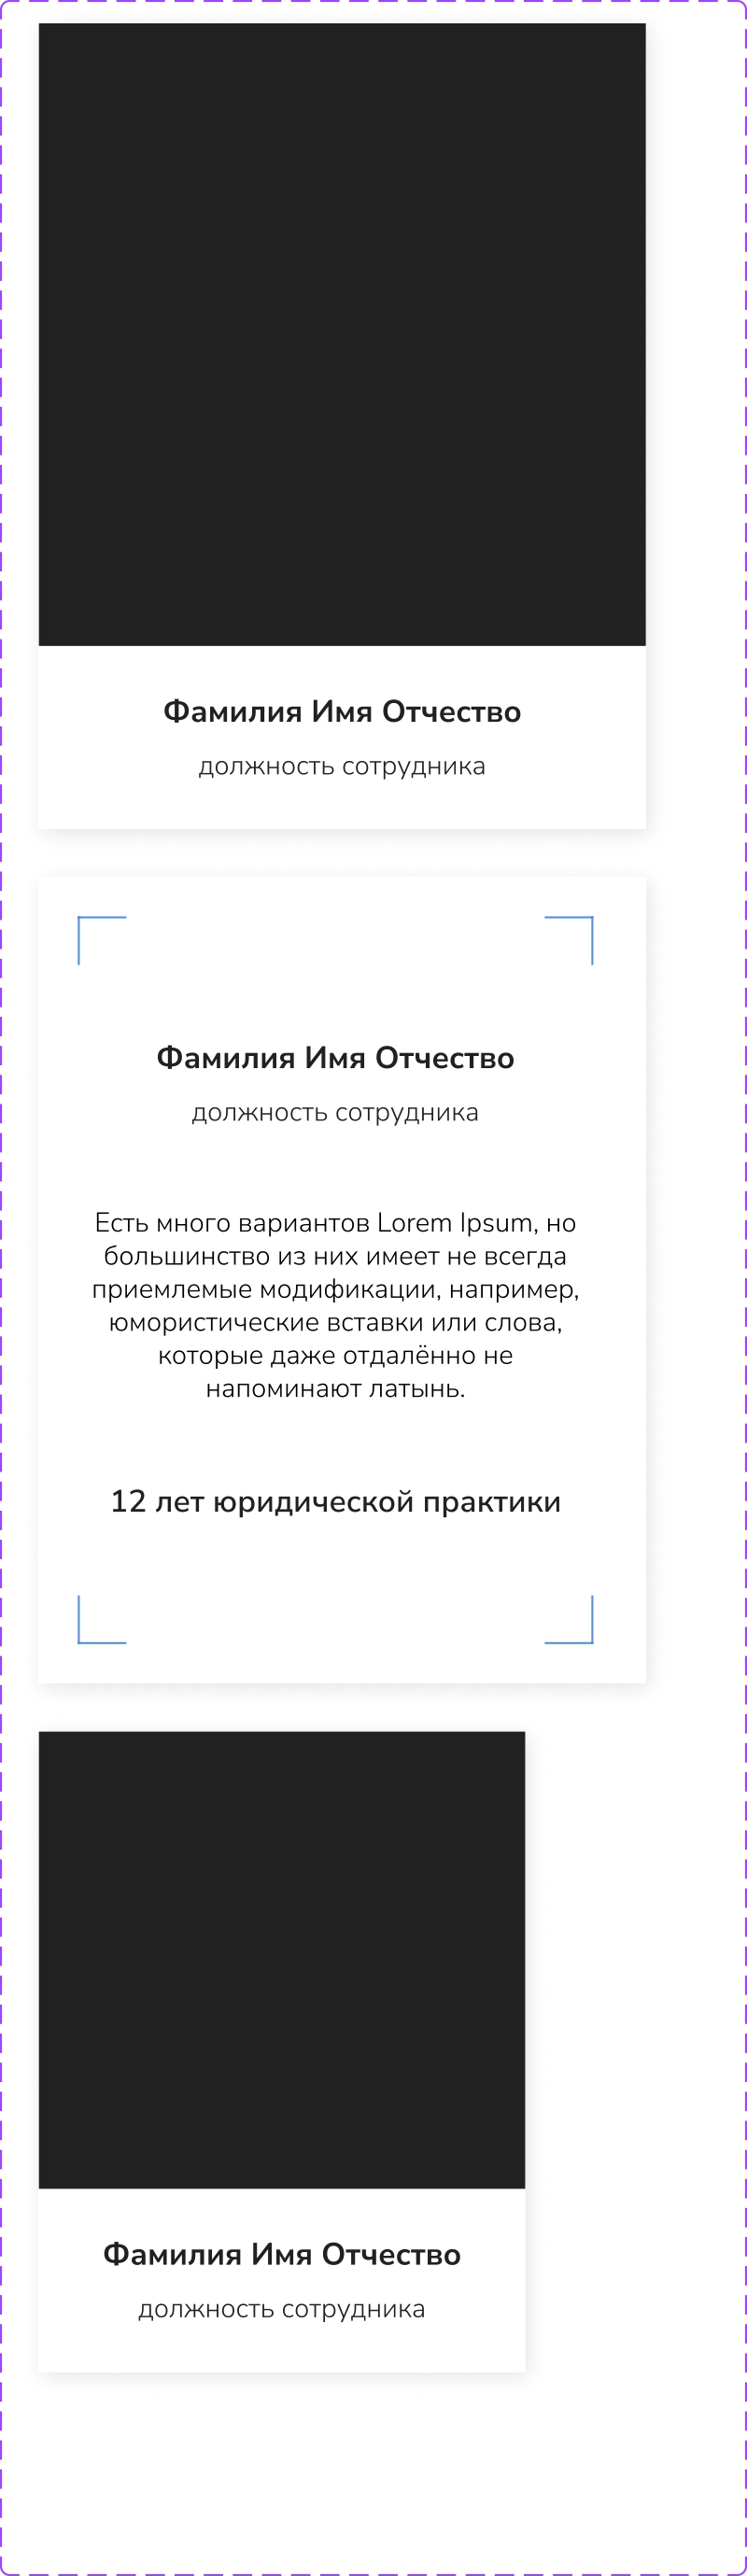 Фамилия Имя Отчество
должность сотрудника
Фамилия Имя Отчество
должность сотрудника
Есть много вариантов Lorem Ipsum, но
большинство из них имеет не всегда
приемлемые модификации, например,
юмористические вставки или слова,
которые даже отдалённо не
напоминают латынь.
12 лет юридической практики
Фамилия Имя Отчество
должность сотрудника